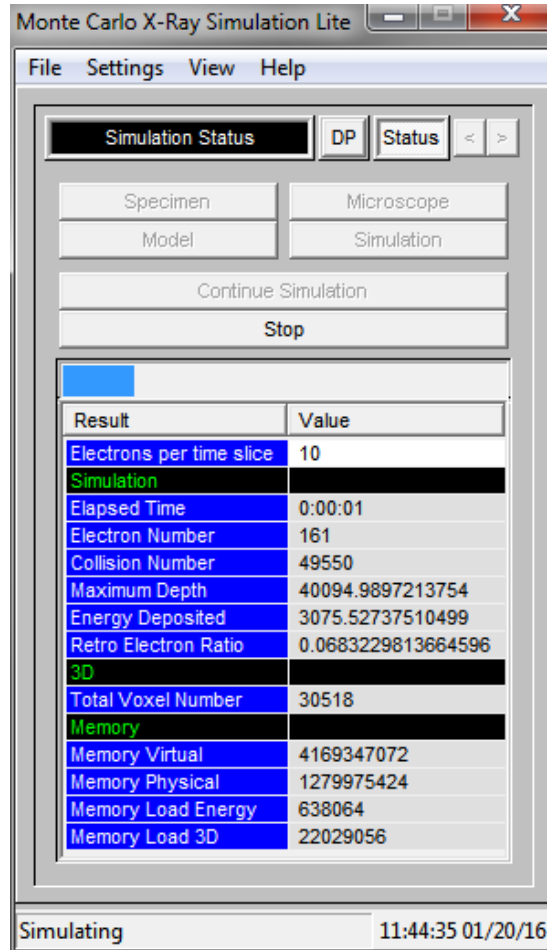 Monte Carlo X-Ray Simulation Lite
File Settings View Help
Simulation Status DP Status < >
Specimen Microscope
Model Simulation
Continue Simulation
Stop
Result Value
Electrons per time slice 10
Simulation
Elapsed Time 0:00:01
Electron Number 161
Collision Number 49550
Maximum Depth 40094.9897213754
Energy Deposited 3075.52737510499
Retro Electron Ratio 0.0683229813664596
3D
Total Voxel Number 30518
Memory
Memory Virtual 4169347072
Memory Physical 1279975424
Memory Load Energy 638064
Memory Load 3D 22029056
Simulating 11:44:35 01/20/16